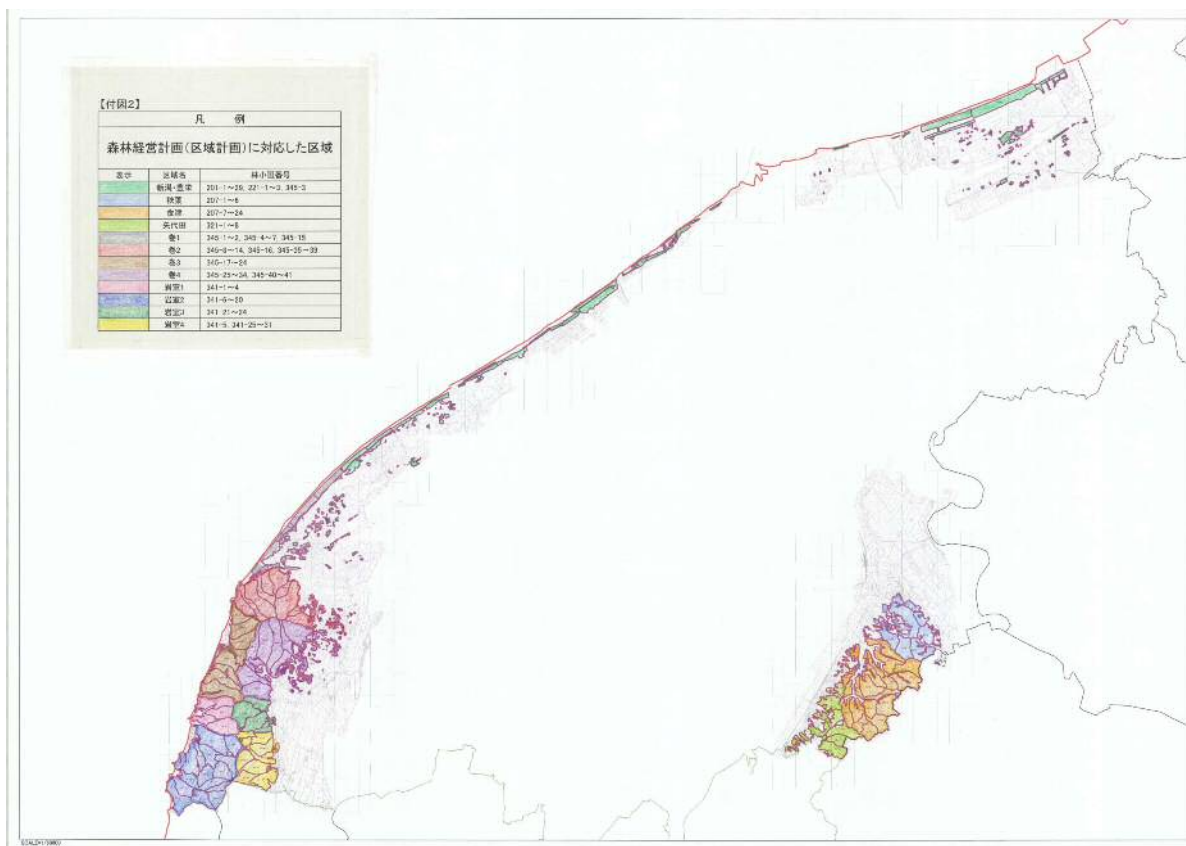 【付図2】
凡 例
森林経営計画(区域計画)に対応した区域
表示 区域名 林小班番号
新潟・豊栄 201-1～29, 221-1～3, 345-3
秋葉 207-1～6
金津 207-7～24
矢代田 321-1～8
巻1 345-1～2, 345-4～7, 345-15
巻2 345-8～14, 345-16, 345-35～39
巻3 345-17～24
巻4 345-25～34, 345-40～41
岩室1 341-1～4
岩室2 341-6～20
岩室3 341-21～24
岩室4 341-5, 341-25～31